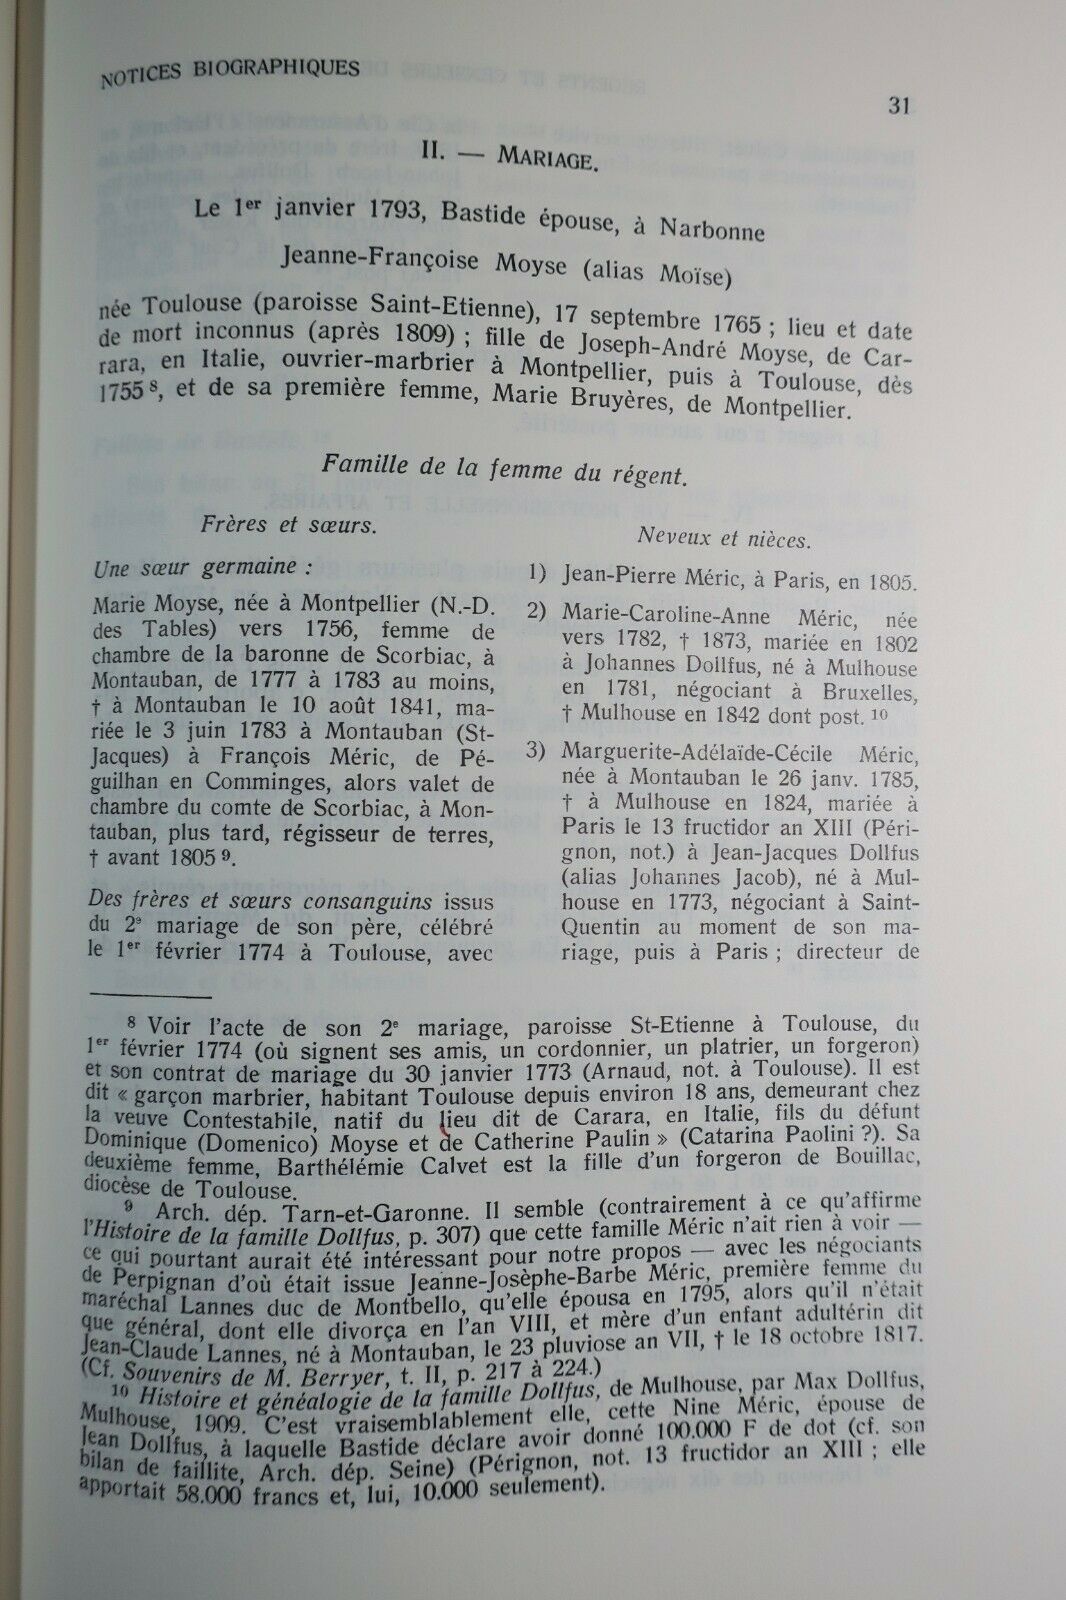 NOTICES BIOGRAPHIQUES
31
II. — MARIAGE.
Le 1er janvier 1793, Bastide épouse, à Narbonne
Jeanne-Françoise Moyse (alias Moïse)
née Toulouse (paroisse Saint-Etienne), 17 septembre 1765 ; lieu et date
de mort inconnus (après 1809) ; fille de Joseph-André Moyse, de Car-
rara, en Italie, ouvrier-marbrier à Montpellier, puis à Toulouse, dès
1755 8, et de sa première femme, Marie Bruyères, de Montpellier.
Famille de la femme du régent.
Frères et sœurs.
Une sœur germaine :
Marie Moyse, née à Montpellier (N.-D.
des Tables) vers 1756, femme de
chambre de la baronne de Scorbiac, à
Montauban, de 1777 à 1783 au moins,
† à Montauban le 10 août 1841, ma-
riée le 3 juin 1783 à Montauban (St-
Jacques) à François Méric, de Pé-
guilhan en Comminges, alors valet de
chambre du comte de Scorbiac, à Mon-
tauban, plus tard, régisseur de terres,
† avant 1805 9.
Des frères et sœurs consanguins issus
du 2e mariage de son père, célébré
le 1er février 1774 à Toulouse, avec
Neveux et nièces.
1) Jean-Pierre Méric, à Paris, en 1805.
2) Marie-Caroline-Anne Méric, née
vers 1782, † 1873, mariée en 1802
à Johannes Dollfus, né à Mulhouse
en 1781, négociant à Bruxelles,
† Mulhouse en 1842 dont post. 10
3) Marguerite-Adélaïde-Cécile Méric,
née à Montauban le 26 janv. 1785,
† à Mulhouse en 1824, mariée à
Paris le 13 fructidor an XIII (Péri-
gnon, not.) à Jean-Jacques Dollfus
(alias Johannes Jacob), né à Mul-
house en 1773, négociant à Saint-
Quentin au moment de son ma-
riage, puis à Paris ; directeur de
8 Voir l'acte de son 2e mariage, paroisse St-Etienne à Toulouse, du
1er février 1774 (où signent ses amis, un cordonnier, un platrier, un forgeron)
et son contrat de mariage du 30 janvier 1773 (Arnaud, not. à Toulouse). Il est
dit « garçon marbrier, habitant Toulouse depuis environ 18 ans, demeurant chez
la veuve Contestabile, natif du lieu dit de Carara, en Italie, fils du défunt
Dominique (Domenico) Moyse et de Catherine Paulin » (Catarina Paolini ?). Sa
deuxième femme, Barthélémie Calvet est la fille d'un forgeron de Bouillac,
diocèse de Toulouse.
9 Arch. dép. Tarn-et-Garonne. Il semble (contrairement à ce qu'affirme
l'Histoire de la famille Dollfus, p. 307) que cette famille Méric n'ait rien à voir —
ce qui pourtant aurait été intéressant pour notre propos — avec les négociants
de Perpignan d'où était issue Jeanne-Josèphe-Barbe Méric, première femme du
maréchal Lannes duc de Montbello, qu'elle épousa en 1795, alors qu'il n'était
que général, dont elle divorça en l'an VIII, et mère d'un enfant adultérin dit
Jean-Claude Lannes, né à Montauban, le 23 pluviose an VII, † le 18 octobre 1817.
(Cf. Souvenirs de M. Berryer, t. II, p. 217 à 224.)
10 Histoire et généalogie de la famille Dollfus, de Mulhouse, par Max Dollfus,
Mulhouse, 1909. C'est vraisemblablement elle, cette Nine Méric, épouse de
Jean Dollfus, à laquelle Bastide déclare avoir donné 100.000 F de dot (cf. son
bilan de faillite, Arch. dép. Seine) (Pérignon, not. 13 fructidor an XIII ; elle
apportait 58.000 francs et, lui, 10.000 seulement).